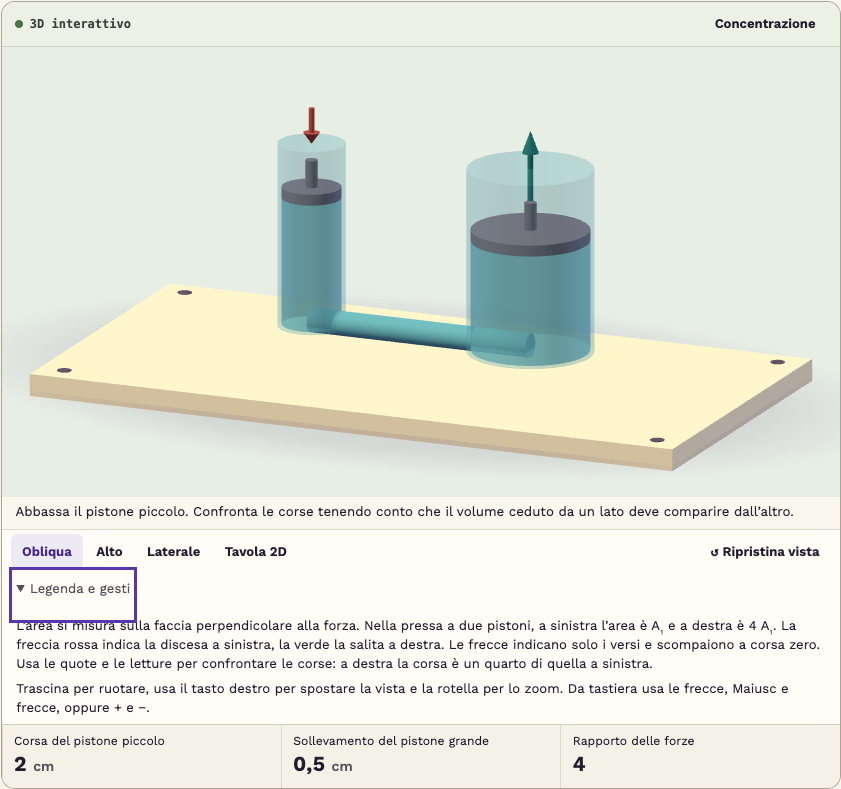 3D interattivo
Concentrazione
Abbassa il pistone piccolo. Confronta le corse tenendo conto che il volume ceduto da un lato deve comparire dall’altro.
Obliqua Alto Laterale Tavola 2D ↺ Ripristina vista
▼ Legenda e gesti
L’area si misura sulla faccia perpendicolare alla forza. Nella pressa a due pistoni, a sinistra l’area è A₁ e a destra è 4 A₁. La
freccia rossa indica la discesa a sinistra, la verde la salita a destra. Le frecce indicano solo i versi e scompaiono a corsa zero.
Usa le quote e le letture per confrontare le corse: a destra la corsa è un quarto di quella a sinistra.
Trascina per ruotare, usa il tasto destro per spostare la vista e la rotella per lo zoom. Da tastiera usa le frecce, Maiusc e
frecce, oppure + e −.
Corsa del pistone piccolo
2 cm
Sollevamento del pistone grande
0,5 cm
Rapporto delle forze
4